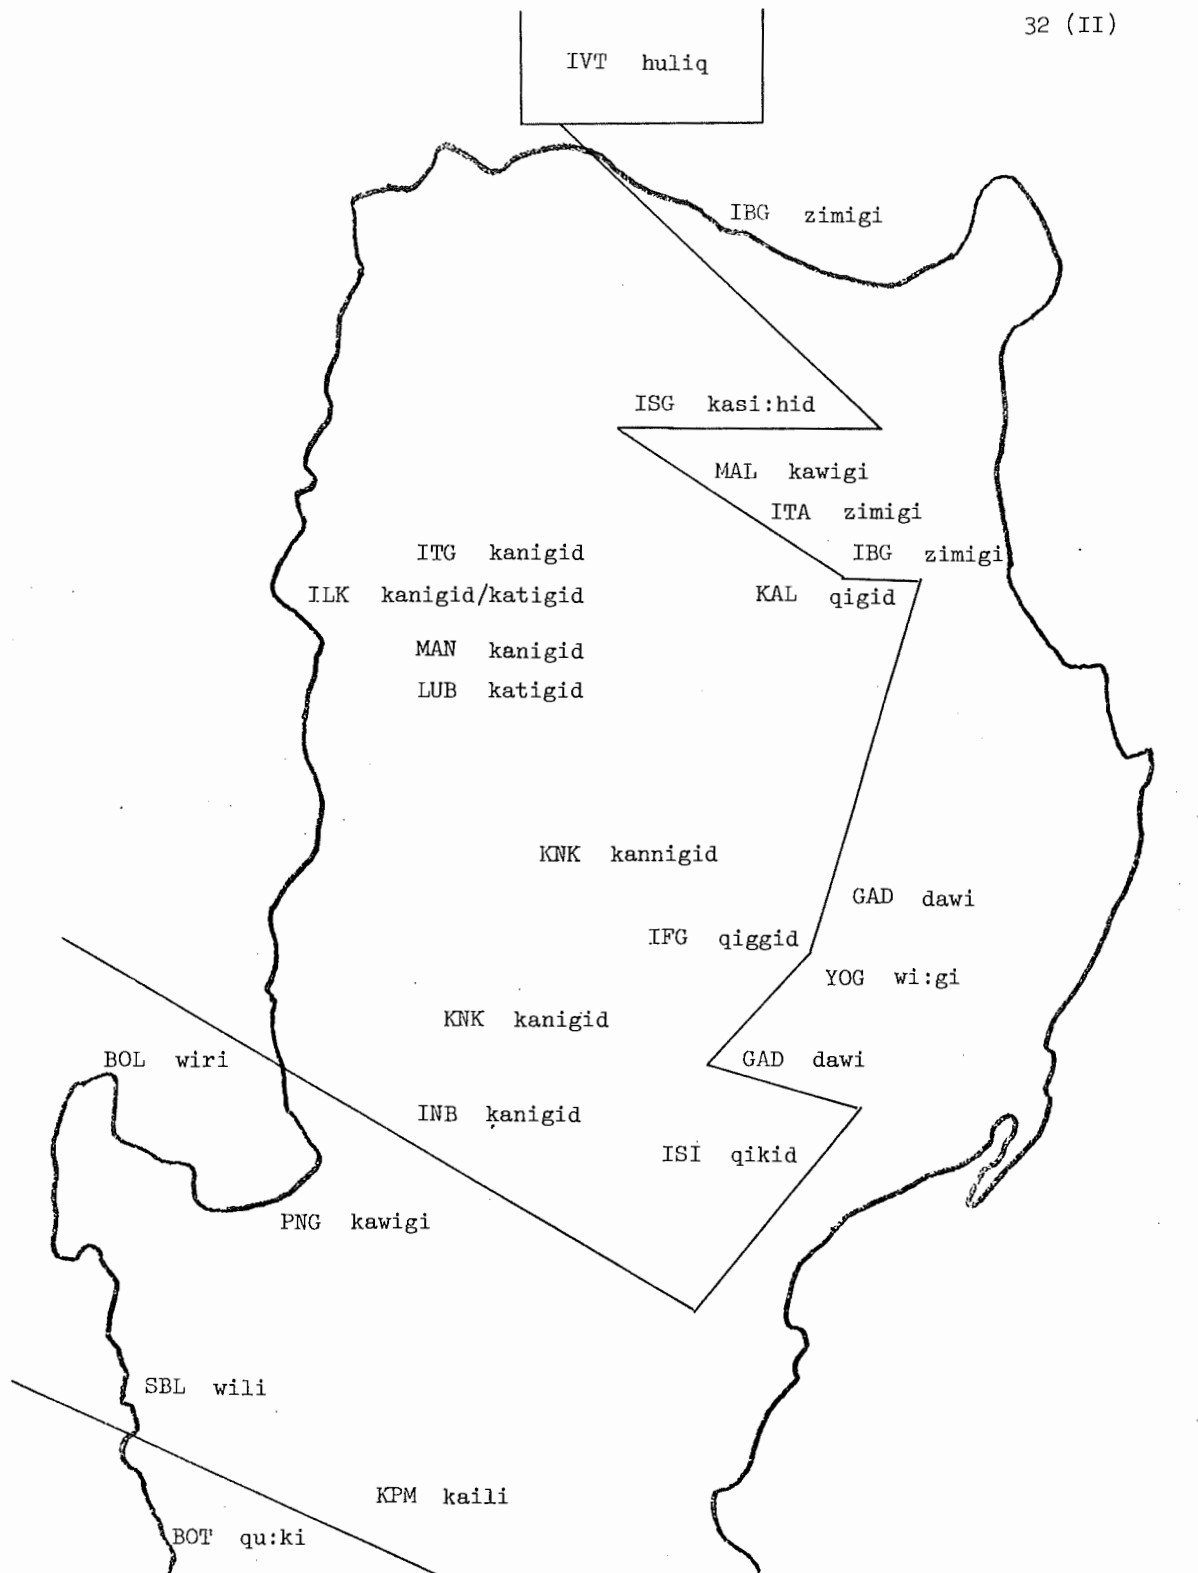 32 (II)
IVT huliq
IBG zimigi
ISG kasi:hid
MAL kawigi
ITA zimigi
ITG kanigid
IBG zimigi
ILK kanigid/katigid
KAL qigid
MAN kanigid
LUB katigid
KNK kannigid
GAD dawi
IFG qiggid
YOG wi:gi
KNK kanigid
BOL wiri
GAD dawi
INB kanigid
ISI qikid
PNG kawigi
SBL wili
KPM kaili
BOT qu:ki